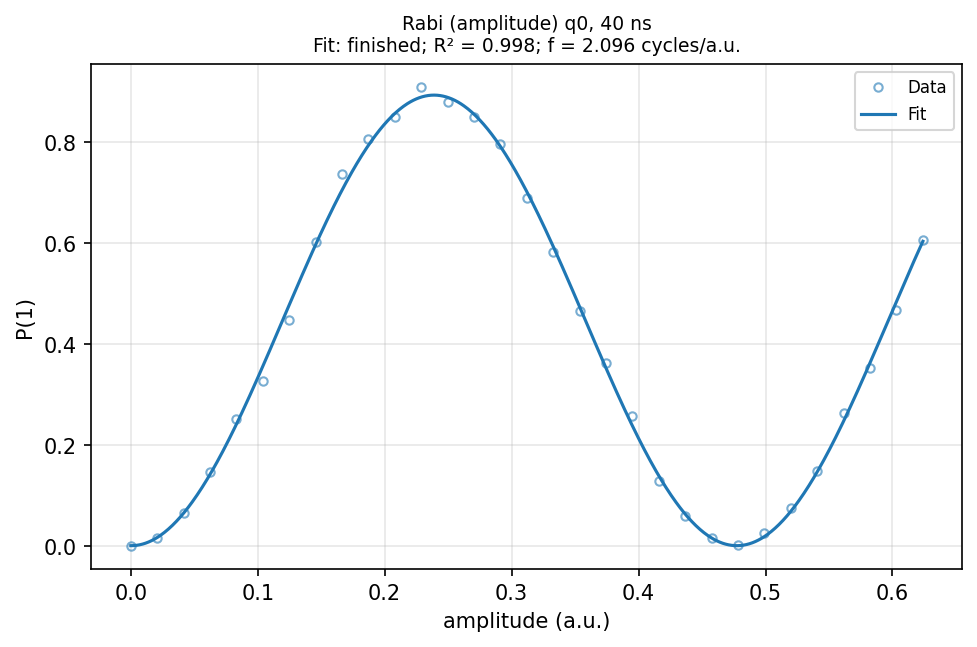 Rabi (amplitude) q0, 40 ns
Fit: finished; R² = 0.998; f = 2.096 cycles/a.u.
Data
Fit
P(1)
0.8
0.6
0.4
0.2
0.0
0.0 0.1 0.2 0.3 0.4 0.5 0.6
amplitude (a.u.)